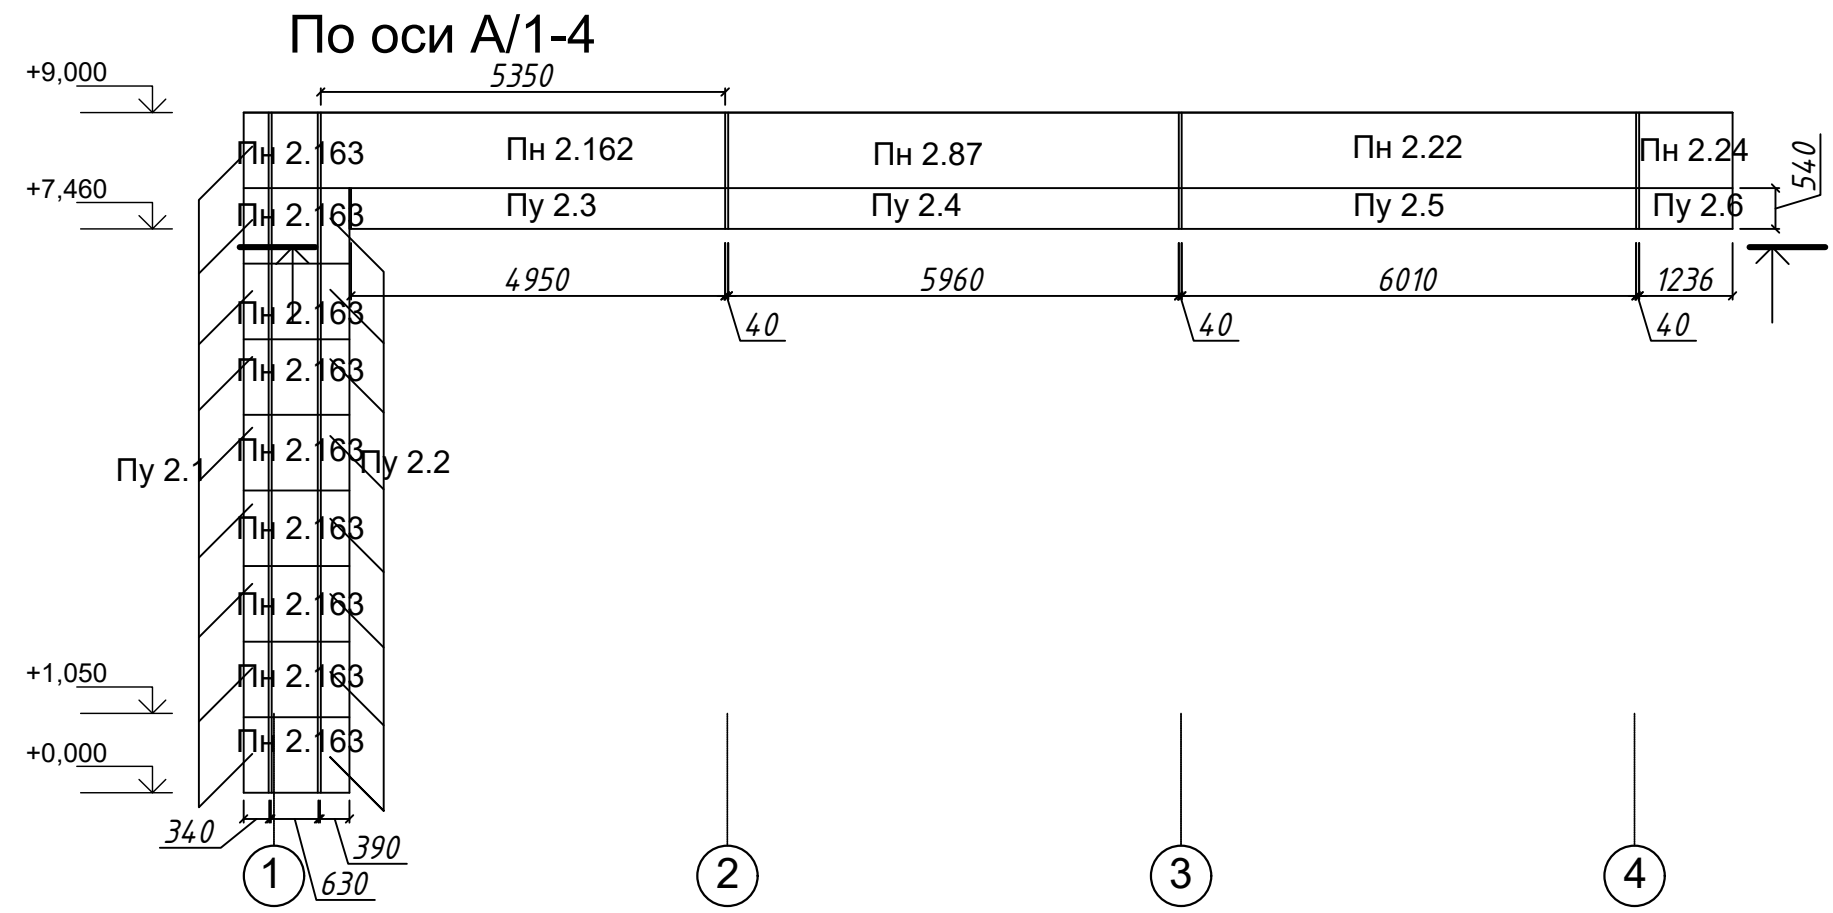 По оси А/1-4
+9,000
5350
Пн 2.163
Пн 2.162
Пн 2.87
Пн 2.22
Пн 2.24
540
+7,460
Пн 2.163
Пу 2.3
Пу 2.4
Пу 2.5
Пу 2.6
4950
5960
6010
1236
Пн 2.163
40
40
40
Пн 2.163
Пн 2.163
Пу 2.1
Пу 2.2
Пн 2.163
Пн 2.163
+1,050
Пн 2.163
+0,000
Пн 2.163
340
390
630
1
2
3
4